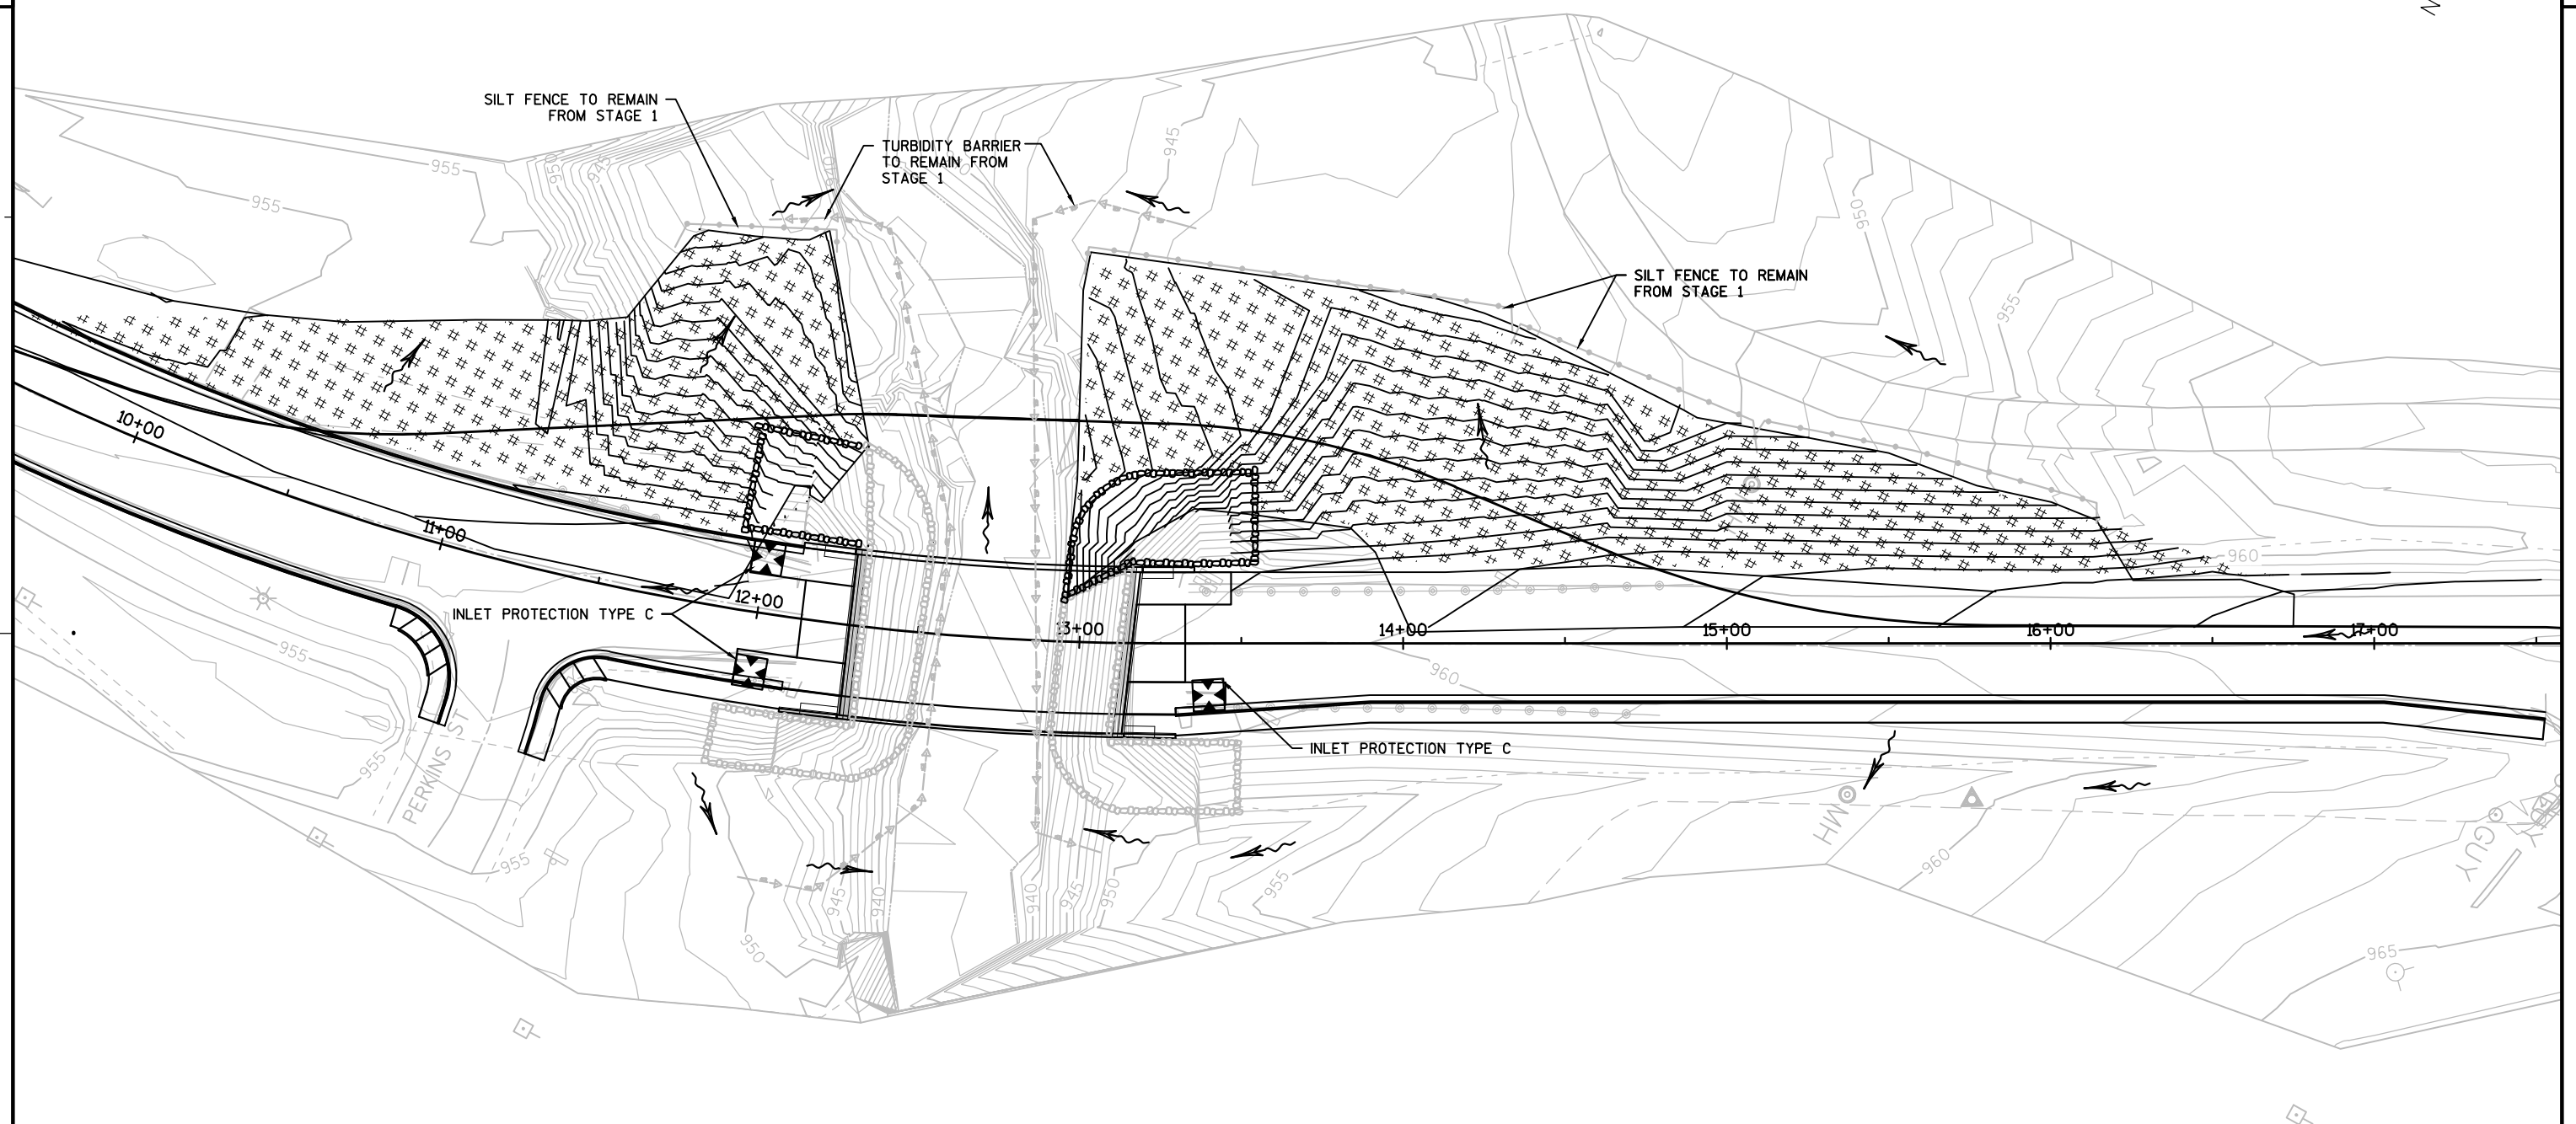 N
SILT FENCE TO REMAIN
FROM STAGE 1
TURBIDITY BARRIER
TO REMAIN FROM
STAGE 1
SILT FENCE TO REMAIN
FROM STAGE 1
955
955
950
945
940
945
950
955
10+00
11+00
12+00
13+00
14+00
15+00
16+00
17+00
960
INLET PROTECTION TYPE C
INLET PROTECTION TYPE C
955
955
955
PERKINS ST
960
MH
GUY
950
945
940
940
945
950
955
960
965